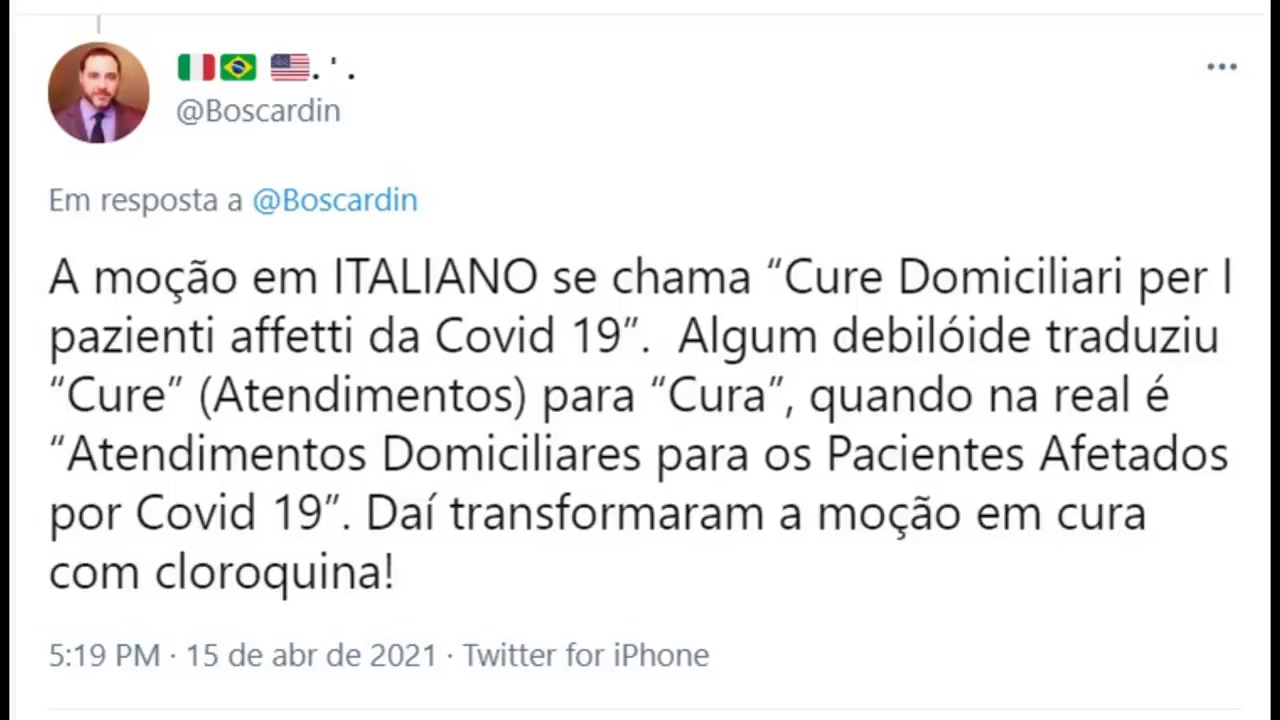 🇮🇹🇧🇷 🇺🇸. ' .
@Boscardin
Em resposta a @Boscardin
A moção em ITALIANO se chama “Cure Domiciliari per I
pazienti affetti da Covid 19”.  Algum debilóide traduziu
“Cure” (Atendimentos) para “Cura”, quando na real é
“Atendimentos Domiciliares para os Pacientes Afetados
por Covid 19”. Daí transformaram a moção em cura
com cloroquina!
5:19 PM · 15 de abr de 2021 · Twitter for iPhone